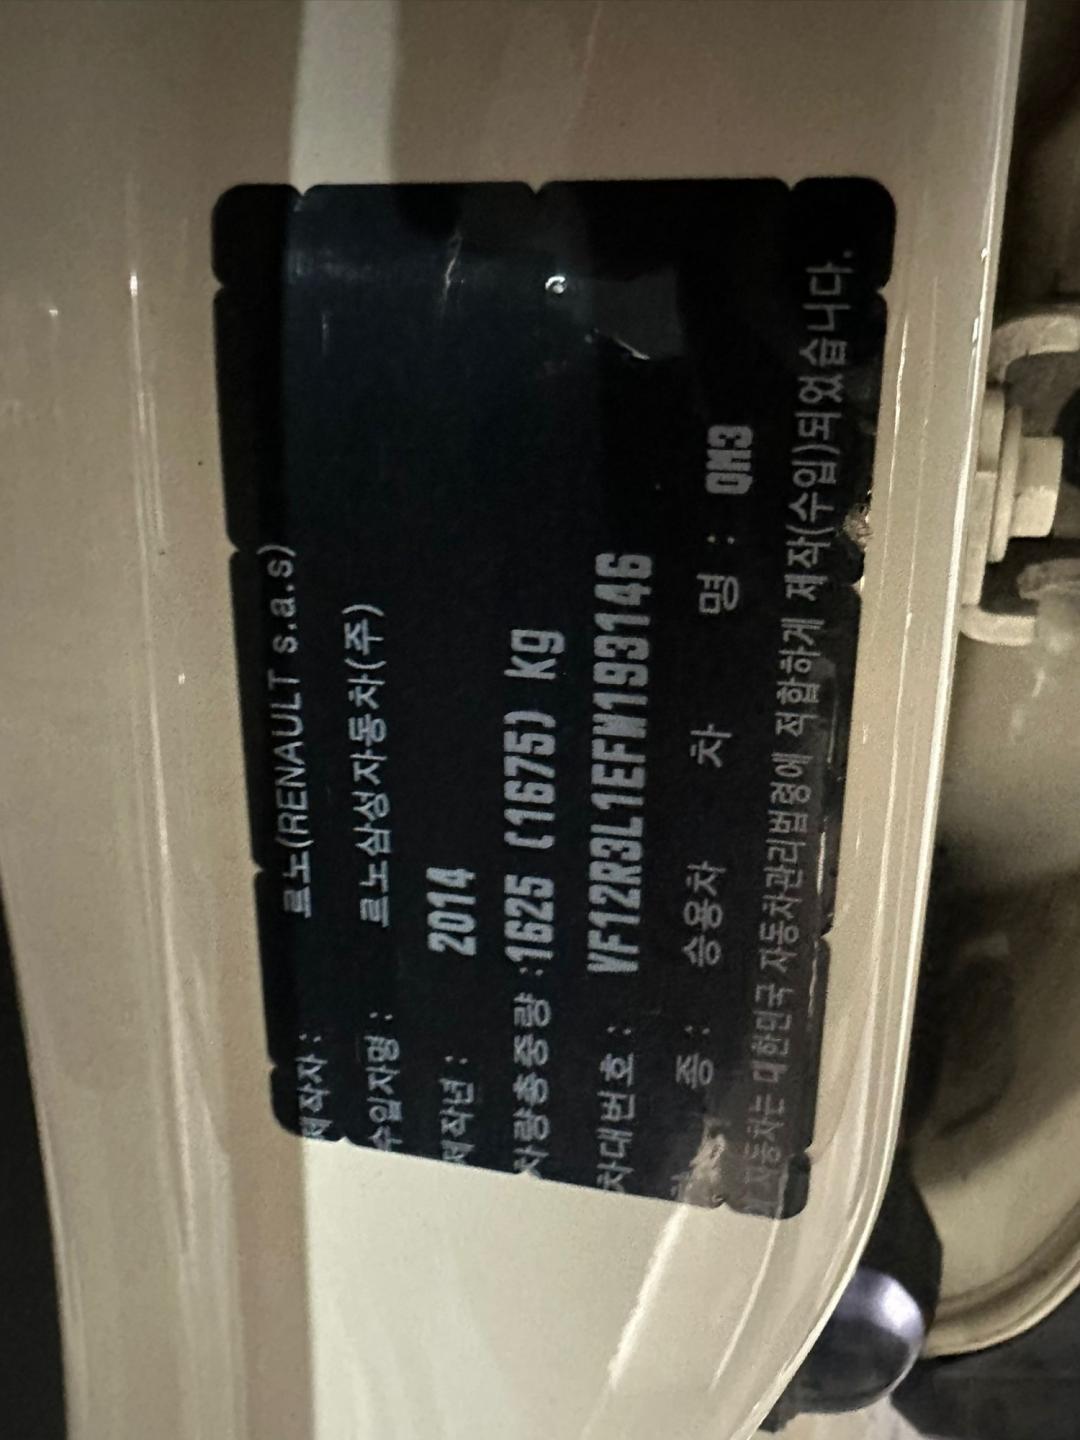 제작자 : 르노(RENAULT s.a.s)
수입자명 : 르노삼성자동차(주)
제작년 : 2014
차량총중량 :1625 (1675) kg
차대번호 : VF12R3L1EFW193146
종 : 승용차 차 명 : QM3
자동차는 대한민국 자동차관리법령에 적합하게 제작(수입)되었습니다.